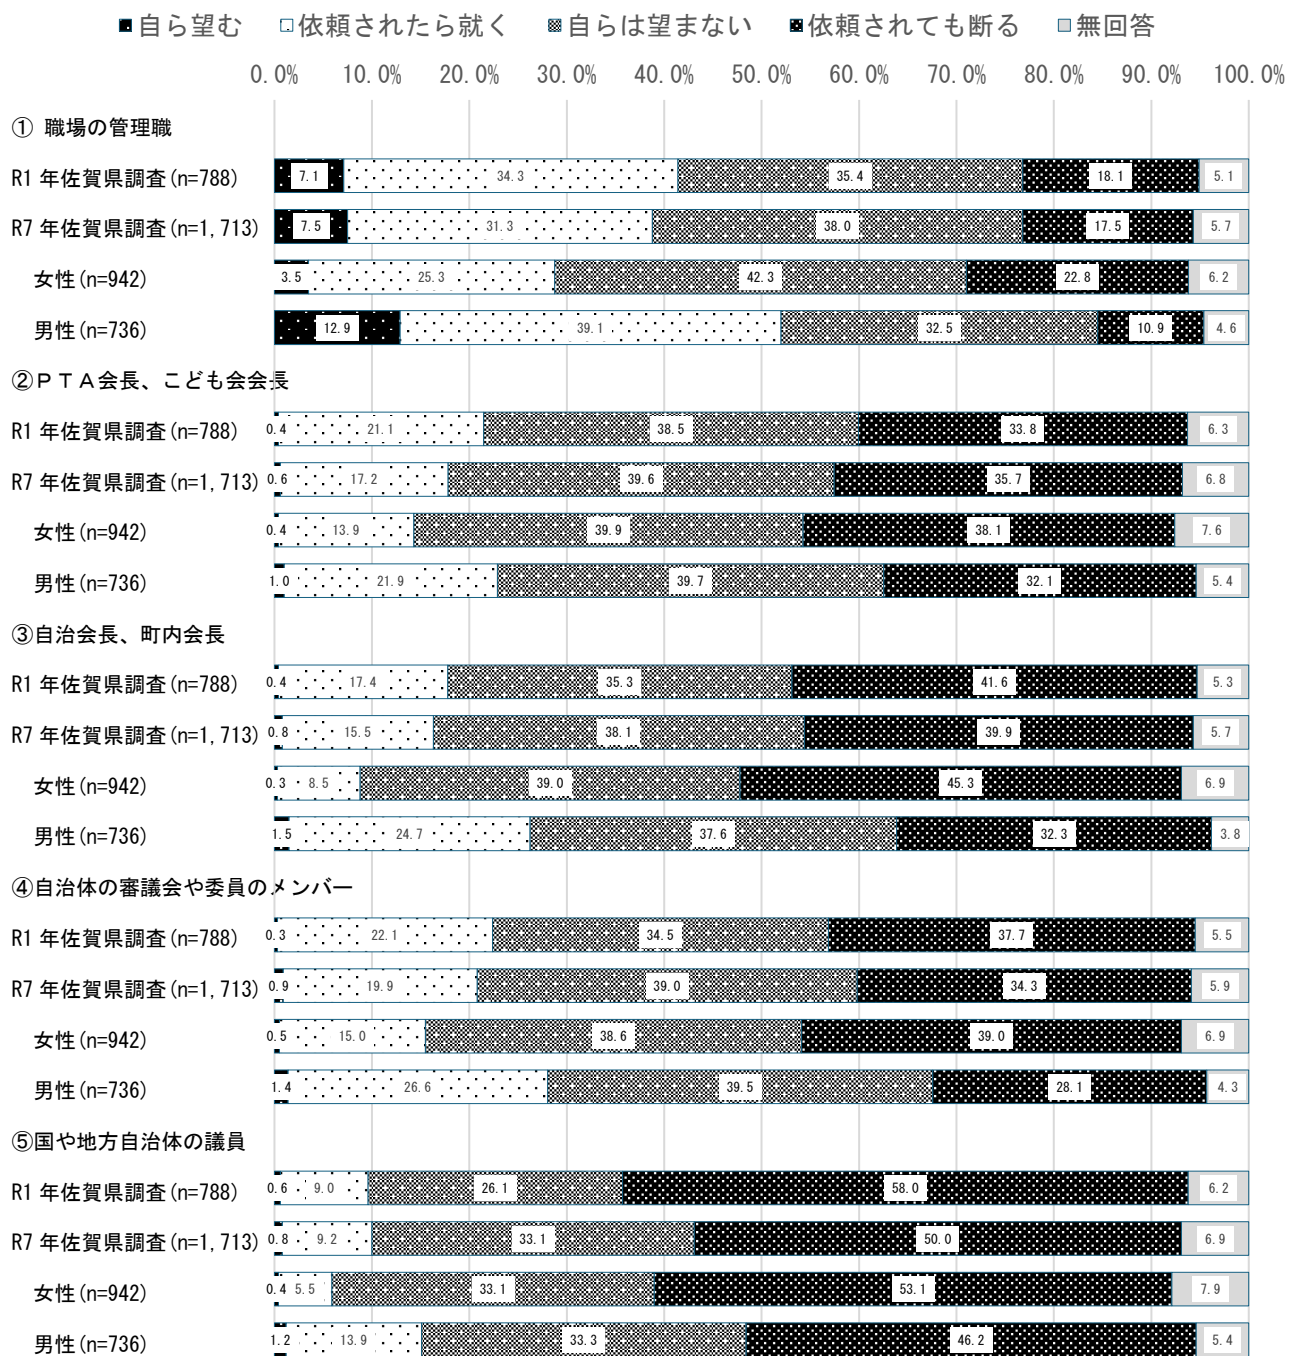 自ら望む 依頼されたら就く 自らは望まない 依頼されても断る 無回答
0.0% 10.0% 20.0% 30.0% 40.0% 50.0% 60.0% 70.0% 80.0% 90.0% 100.0%
① 職場の管理職
R1年佐賀県調査(n=788) 7.1 34.3 35.4 18.1 5.1
R7年佐賀県調査(n=1,713) 7.5 31.3 38.0 17.5 5.7
女性(n=942) 3.5 25.3 42.3 22.8 6.2
男性(n=736) 12.9 39.1 32.5 10.9 4.6
②ＰＴＡ会長、こども会会長
R1年佐賀県調査(n=788) 0.4 21.1 38.5 33.8 6.3
R7年佐賀県調査(n=1,713) 0.6 17.2 39.6 35.7 6.8
女性(n=942) 0.4 13.9 39.9 38.1 7.6
男性(n=736) 1.0 21.9 39.7 32.1 5.4
③自治会長、町内会長
R1年佐賀県調査(n=788) 0.4 17.4 35.3 41.6 5.3
R7年佐賀県調査(n=1,713) 0.8 15.5 38.1 39.9 5.7
女性(n=942) 0.3 8.5 39.0 45.3 6.9
男性(n=736) 1.5 24.7 37.6 32.3 3.8
④自治体の審議会や委員のメンバー
R1年佐賀県調査(n=788) 0.3 22.1 34.5 37.7 5.5
R7年佐賀県調査(n=1,713) 0.9 19.9 39.0 34.3 5.9
女性(n=942) 0.5 15.0 38.6 39.0 6.9
男性(n=736) 1.4 26.6 39.5 28.1 4.3
⑤国や地方自治体の議員
R1年佐賀県調査(n=788) 0.6 9.0 26.1 58.0 6.2
R7年佐賀県調査(n=1,713) 0.8 9.2 33.1 50.0 6.9
女性(n=942) 0.4 5.5 33.1 53.1 7.9
男性(n=736) 1.2 13.9 33.3 46.2 5.4